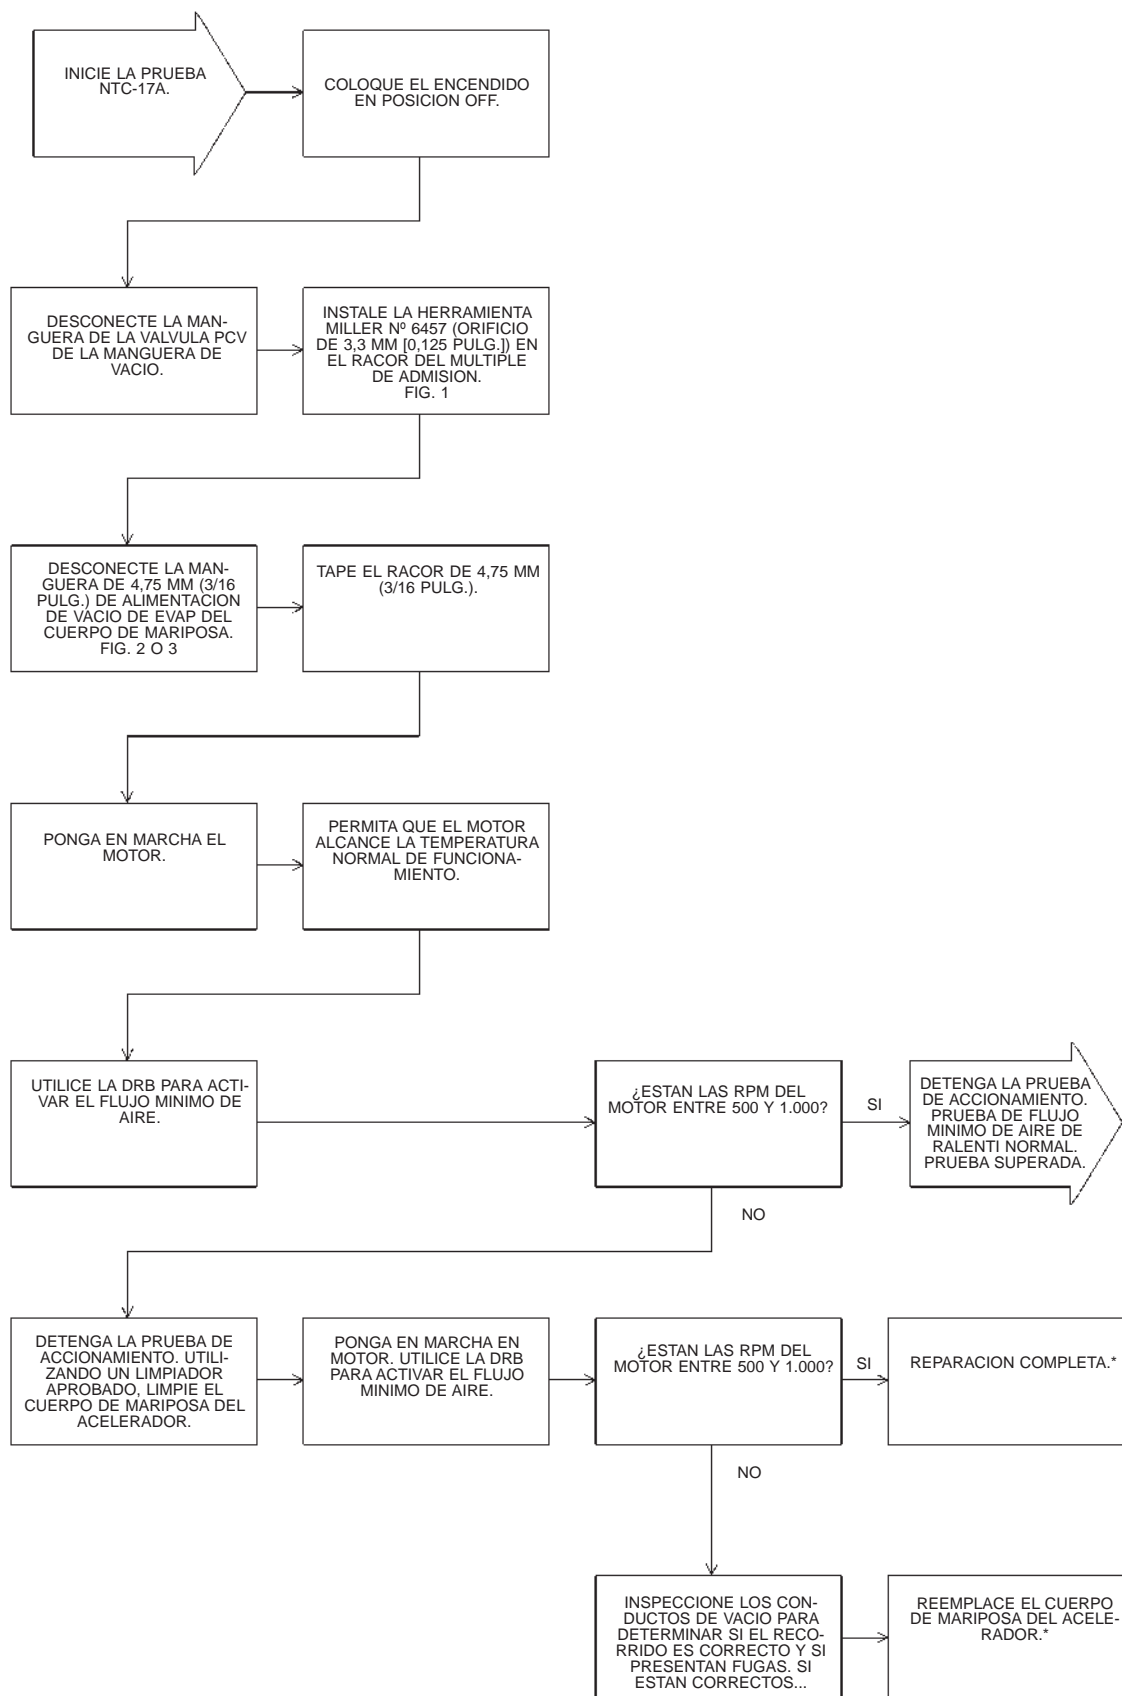 INICIE LA PRUEBA
NTC-17A.
COLOQUE EL ENCENDIDO
EN POSICION OFF.
DESCONECTE LA MAN-
GUERA DE LA VALVULA PCV
DE LA MANGUERA DE
VACIO.
INSTALE LA HERRAMIENTA
MILLER Nº 6457 (ORIFICIO
DE 3,3 MM [0,125 PULG.]) EN
EL RACOR DEL MULTIPLE
DE ADMISION.
FIG. 1
DESCONECTE LA MAN-
GUERA DE 4,75 MM (3/16
PULG.) DE ALIMENTACION
DE VACIO DE EVAP DEL
CUERPO DE MARIPOSA.
FIG. 2 O 3
TAPE EL RACOR DE 4,75 MM
(3/16 PULG.).
PONGA EN MARCHA EL
MOTOR.
PERMITA QUE EL MOTOR
ALCANCE LA TEMPERATURA
NORMAL DE FUNCIONA-
MIENTO.
UTILICE LA DRB PARA ACTI-
VAR EL FLUJO MINIMO DE
AIRE.
¿ESTAN LAS RPM DEL
MOTOR ENTRE 500 Y 1.000?
SI
DETENGA LA PRUEBA
DE ACCIONAMIENTO.
PRUEBA DE FLUJO
MINIMO DE AIRE DE
RALENTI NORMAL.
PRUEBA SUPERADA.
NO
DETENGA LA PRUEBA DE
ACCIONAMIENTO. UTILI-
ZANDO UN LIMPIADOR
APROBADO, LIMPIE EL
CUERPO DE MARIPOSA DEL
ACELERADOR.
PONGA EN MARCHA EN
MOTOR. UTILICE LA DRB
PARA ACTIVAR EL FLUJO
MINIMO DE AIRE.
¿ESTAN LAS RPM DEL
MOTOR ENTRE 500 Y 1.000?
SI
REPARACION COMPLETA.*
NO
INSPECCIONE LOS CON-
DUCTOS DE VACIO PARA
DETERMINAR SI EL RECO-
RRIDO ES CORRECTO Y SI
PRESENTAN FUGAS. SI
ESTAN CORRECTOS...
REEMPLACE EL CUERPO
DE MARIPOSA DEL ACELE-
RADOR.*